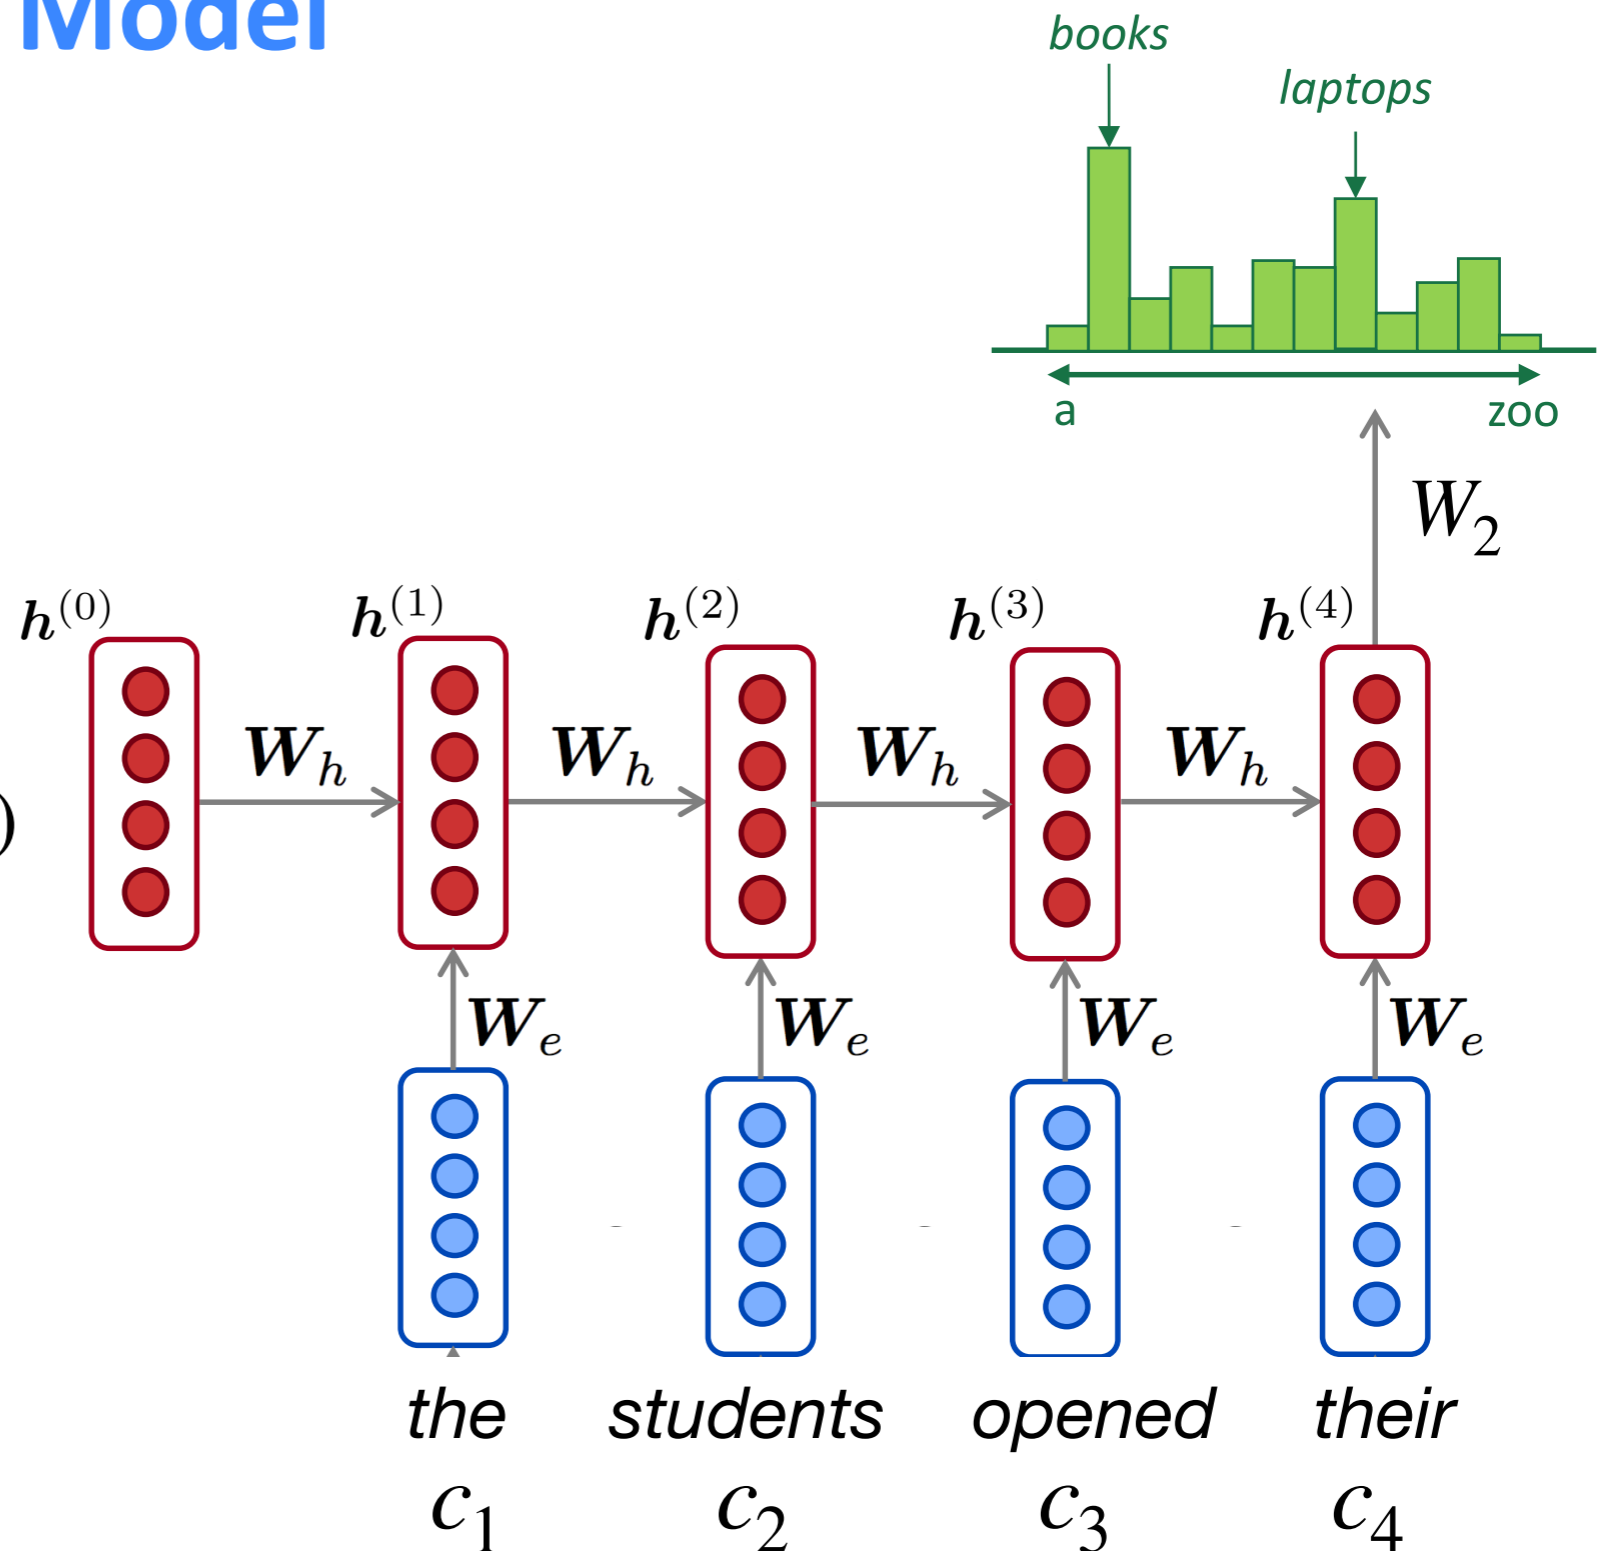 Model
books
laptops
a zoo
W₂
h⁽⁰⁾ h⁽¹⁾ h⁽²⁾ h⁽³⁾ h⁽⁴⁾
Wₕ Wₕ Wₕ Wₕ
)
Wₑ Wₑ Wₑ Wₑ
the students opened their
c₁ c₂ c₃ c₄